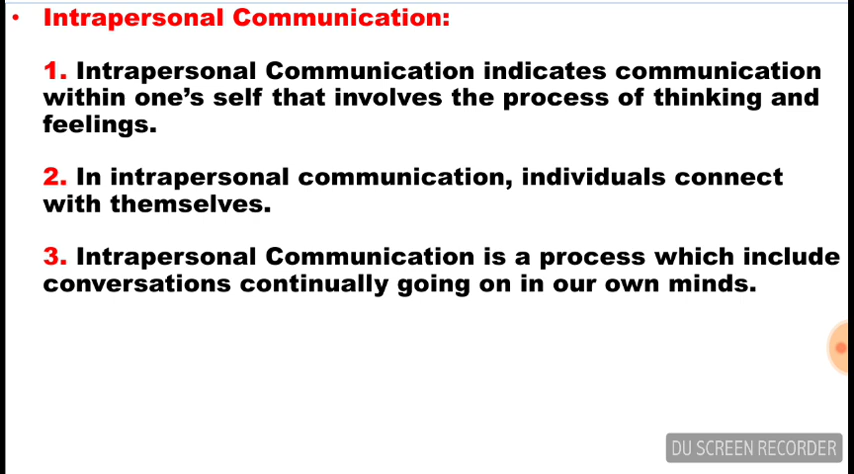 • Intrapersonal Communication:
1. Intrapersonal Communication indicates communication
within one’s self that involves the process of thinking and
feelings.
2. In intrapersonal communication, individuals connect
with themselves.
3. Intrapersonal Communication is a process which include
conversations continually going on in our own minds.
DU SCREEN RECORDER